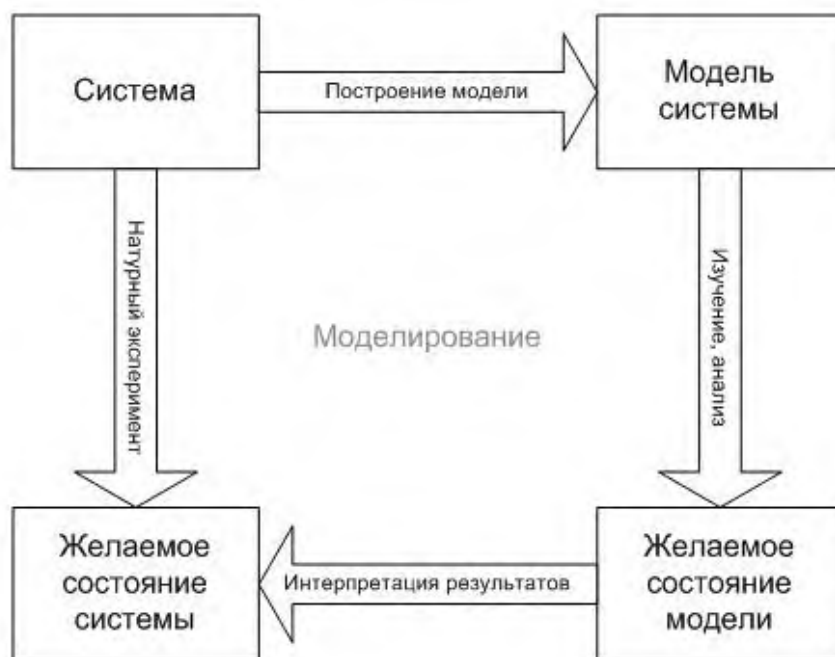 Система
Построение модели
Модель
системы
Натурный эксперимент
Моделирование
Изучение, анализ
Желаемое
состояние
системы
Интерпретация результатов
Желаемое
состояние
модели